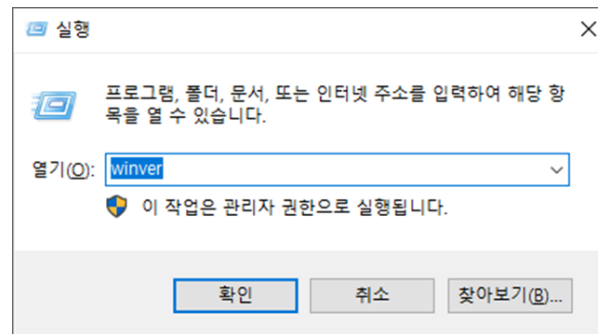 실행
프로그램, 폴더, 문서, 또는 인터넷 주소를 입력하여 해당 항
목을 열 수 있습니다.
열기(O): winver
이 작업은 관리자 권한으로 실행됩니다.
확인 취소 찾아보기(B)...